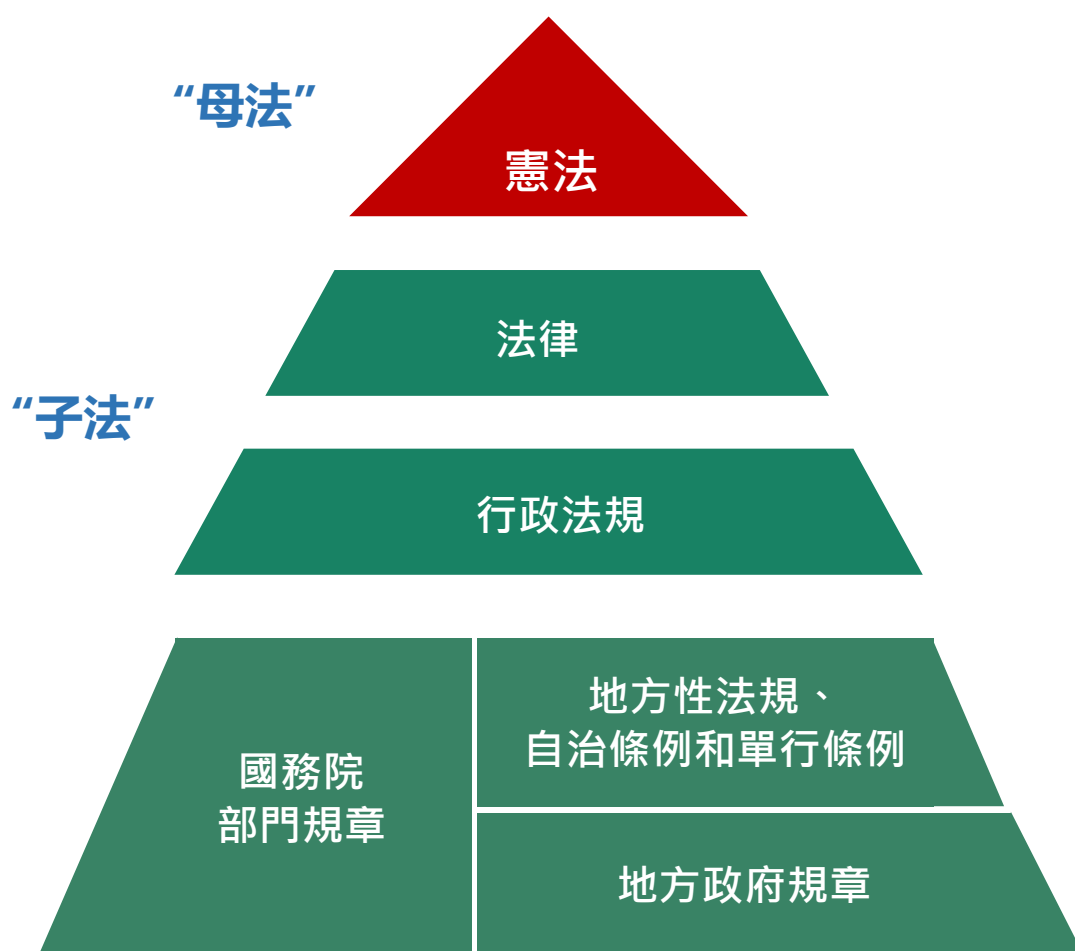 “母法”
憲法
法律
“子法”
行政法規
國務院
部門規章
地方性法規、
自治條例和單行條例
地方政府規章